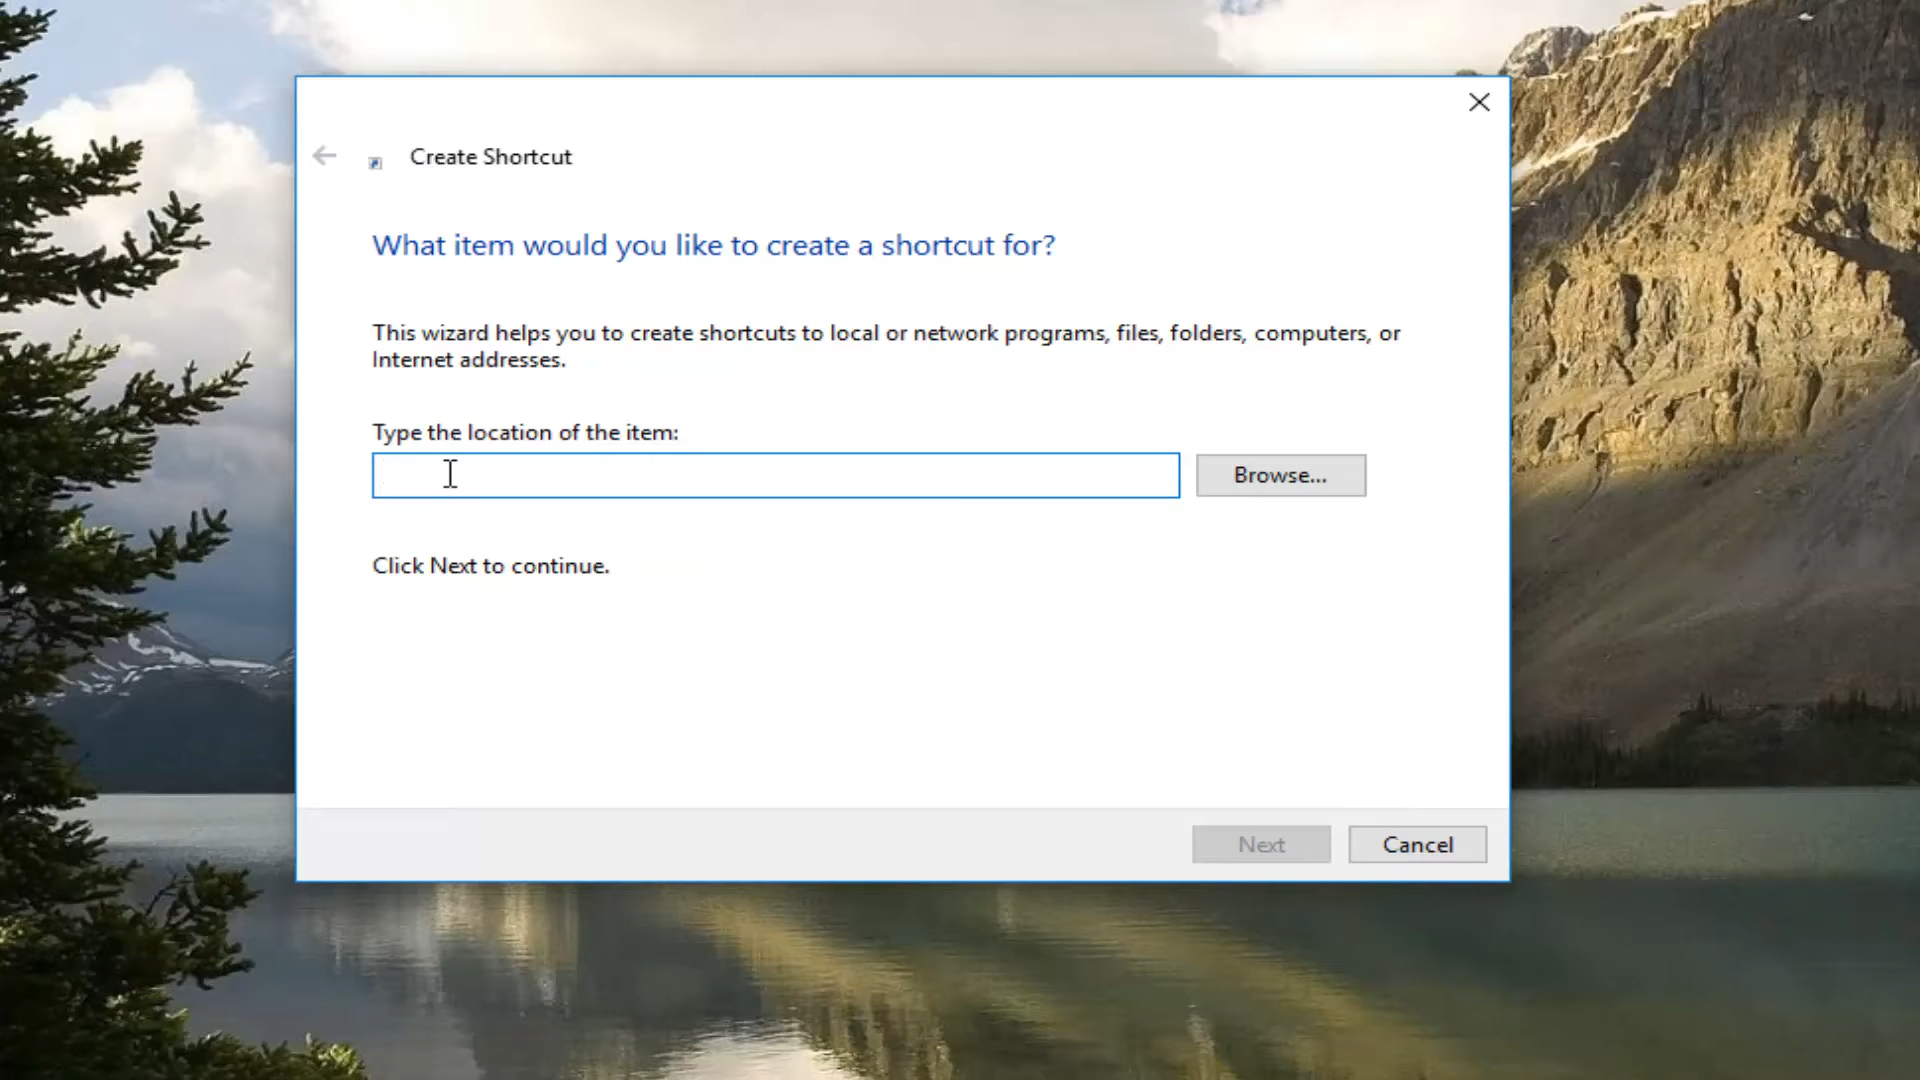 Create Shortcut
What item would you like to create a shortcut for?
This wizard helps you to create shortcuts to local or network programs, files, folders, computers, or
Internet addresses.
Type the location of the item:
Browse...
Click Next to continue.
Next
Cancel